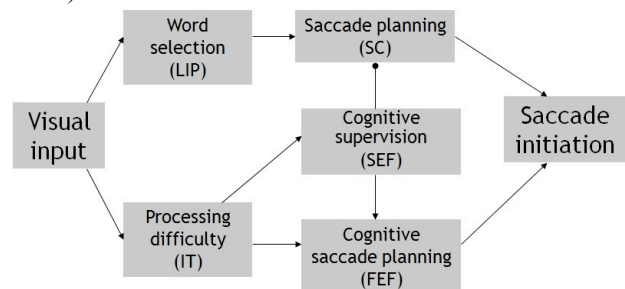 Word
selection
(LIP)
Saccade planning
(SC)
Visual
input
Cognitive
supervision
(SEF)
Saccade
initiation
Processing
difficulty
(IT)
Cognitive
saccade planning
(FEF)